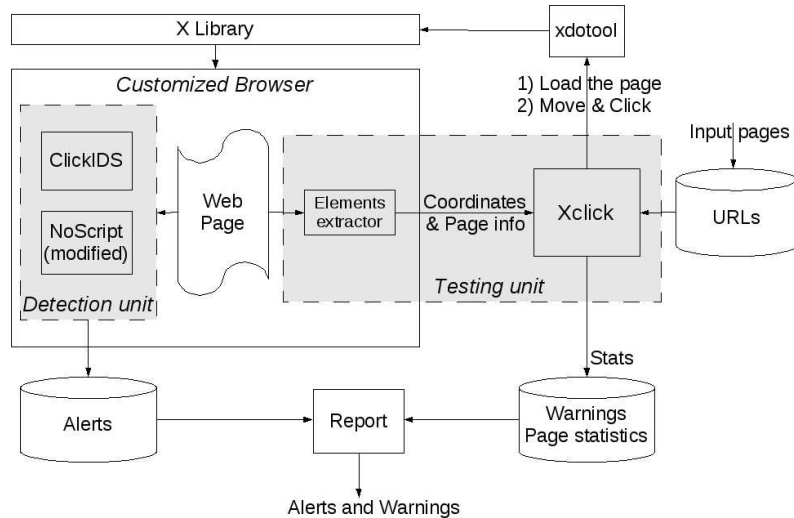 X Library
xdotool
Customized Browser
1) Load the page
2) Move & Click
Input pages
ClickIDS
NoScript
(modified)
Detection unit
Web
Page
Elements
extractor
Coordinates
& Page info
Xclick
URLs
Testing unit
Stats
Alerts
Report
Warnings
Page statistics
Alerts and Warnings